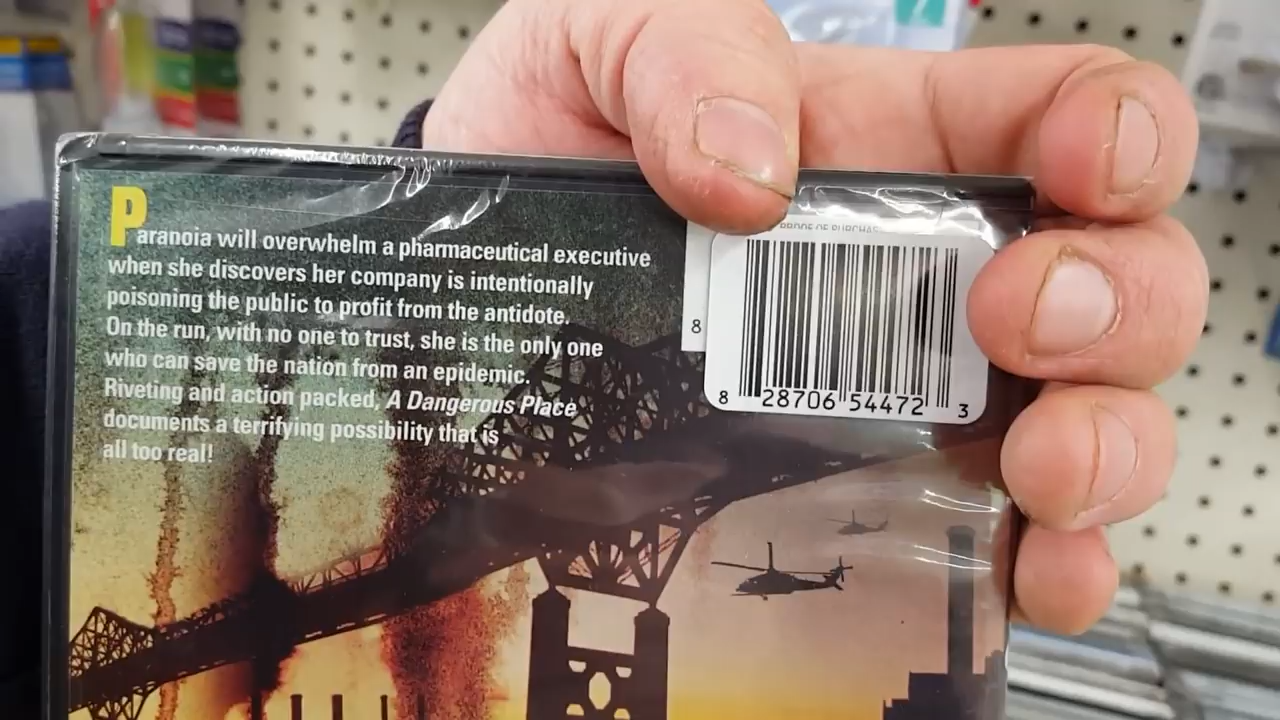 Paranoia will overwhelm a pharmaceutical executive
when she discovers her company is intentionally
poisoning the public to profit from the antidote.
On the run, with no one to trust, she is the only one
who can save the nation from an epidemic.
Riveting and action packed, A Dangerous Place
documents a terrifying possibility that is
all too real!
8
8 28706 54472 3